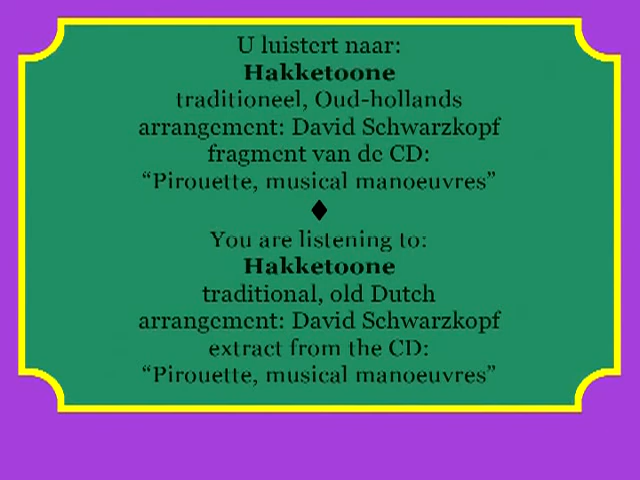 U luistert naar:
Hakketoone
traditioneel, Oud-hollands
arrangement: David Schwarzkopf
fragment van de CD:
“Pirouette, musical manoeuvres”
You are listening to:
Hakketoone
traditional, old Dutch
arrangement: David Schwarzkopf
extract from the CD:
“Pirouette, musical manoeuvres”